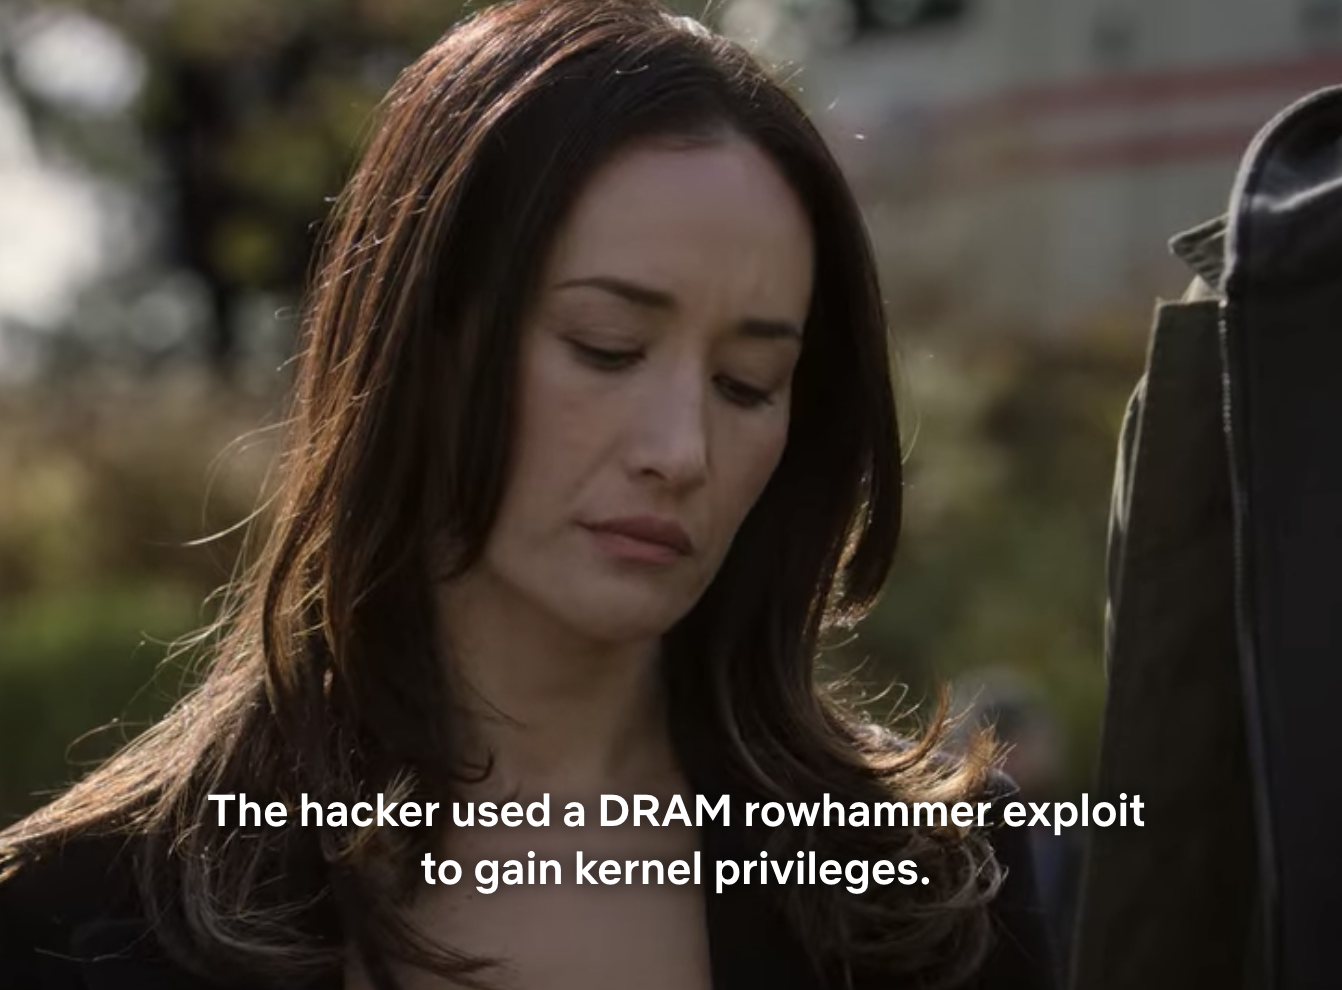 The hacker used a DRAM rowhammer exploit
to gain kernel privileges.